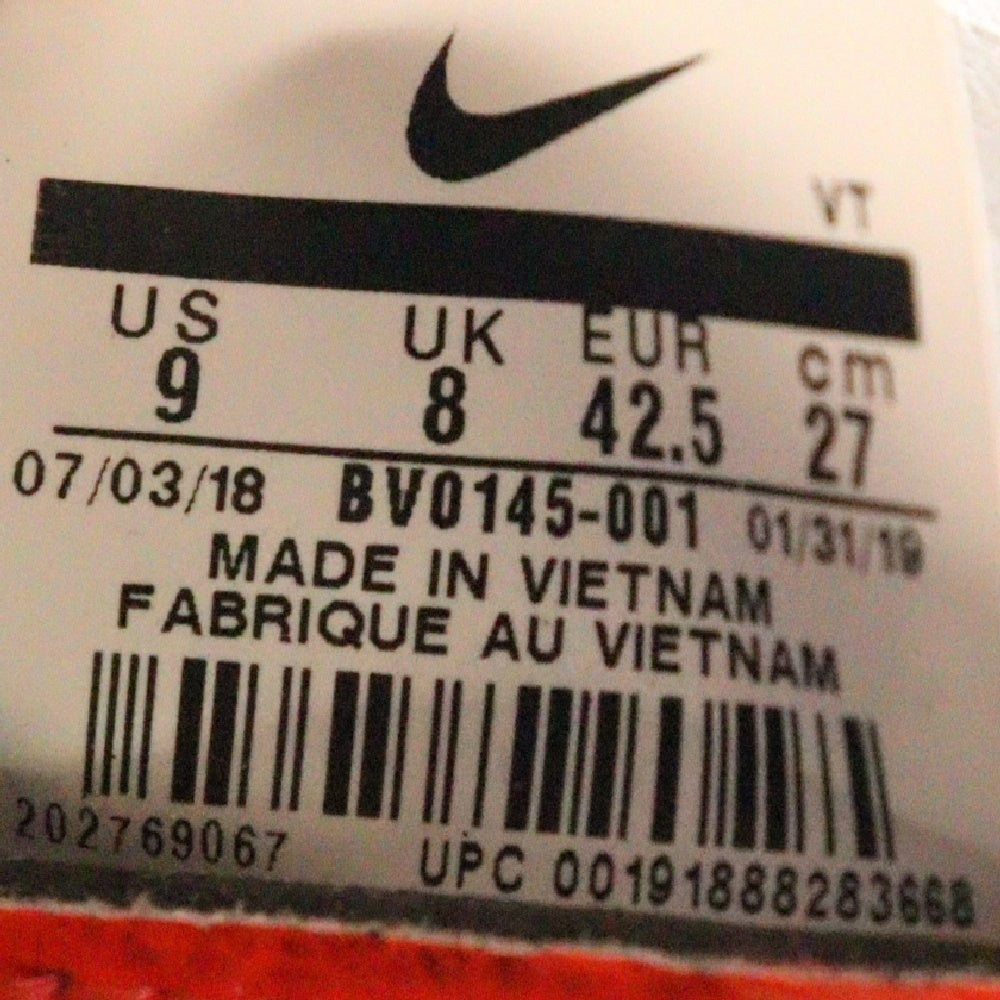 VT
US UK EUR cm
9 8 42.5 27
07/03/18 BV0145-001 01/31/19
MADE IN VIETNAM
FABRIQUE AU VIETNAM
202769067 UPC 00191888283668